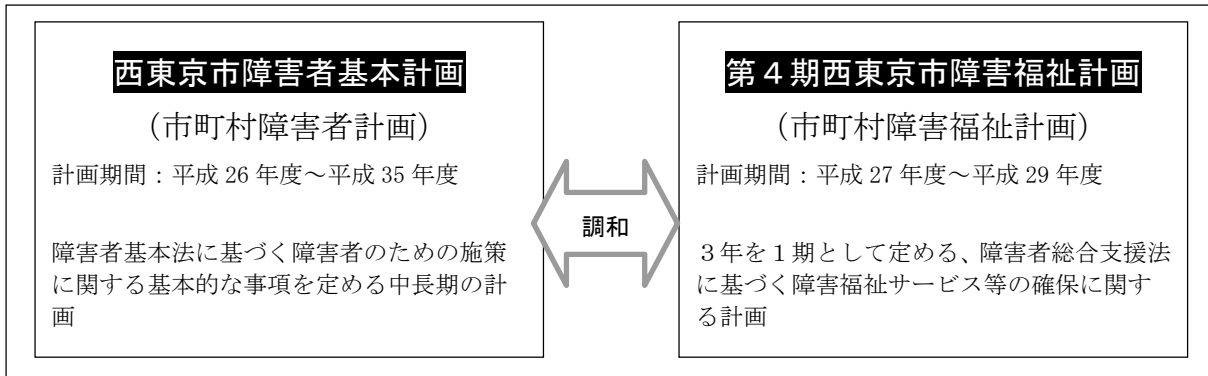 西東京市障害者基本計画
（市町村障害者計画）
計画期間：平成 26 年度～平成 35 年度
障害者基本法に基づく障害者のための施策
に関する基本的な事項を定める中長期の計
画
調和
第４期西東京市障害福祉計画
（市町村障害福祉計画）
計画期間：平成 27 年度～平成 29 年度
３年を１期として定める、障害者総合支援法
に基づく障害福祉サービス等の確保に関す
る計画